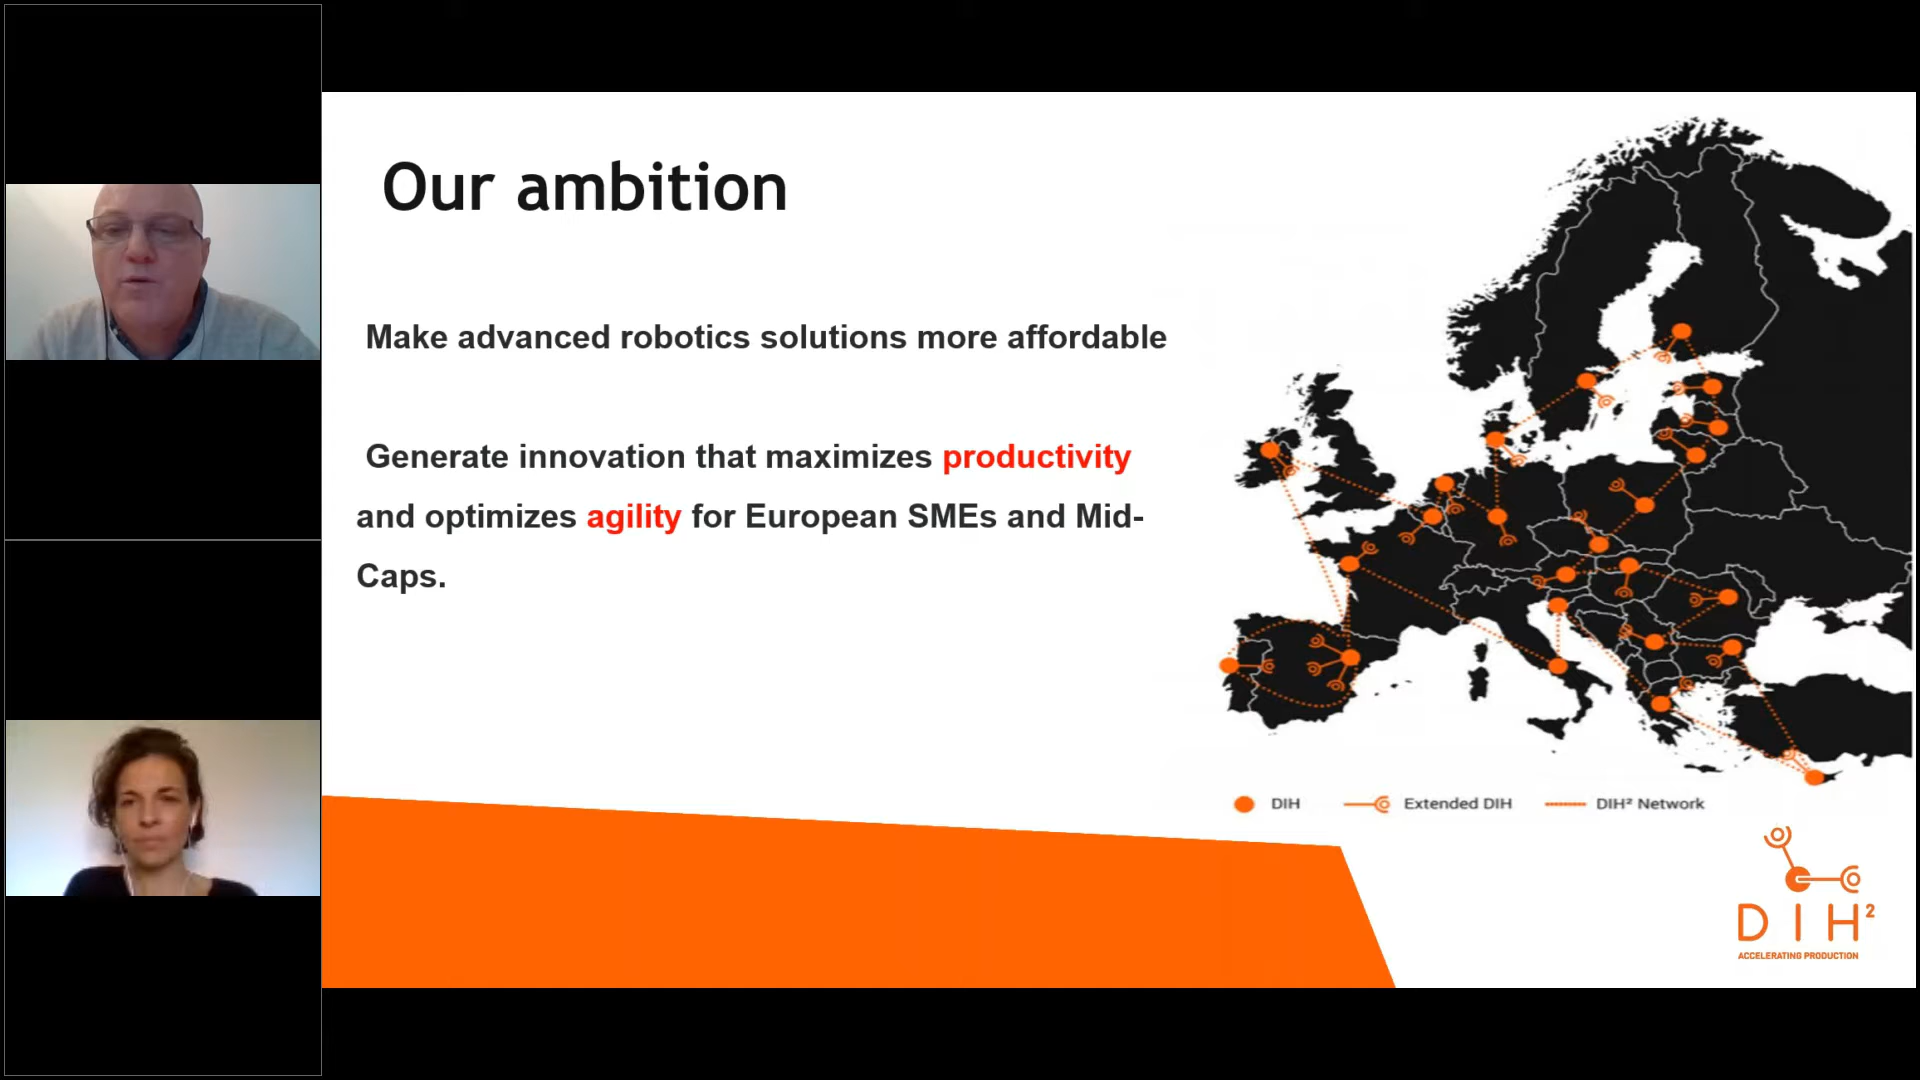 Our ambition
Make advanced robotics solutions more affordable
Generate innovation that maximizes productivity
and optimizes agility for European SMEs and Mid-
Caps.
DIH Extended DIH DIH² Network
DIH²
ACCELERATING PRODUCTION